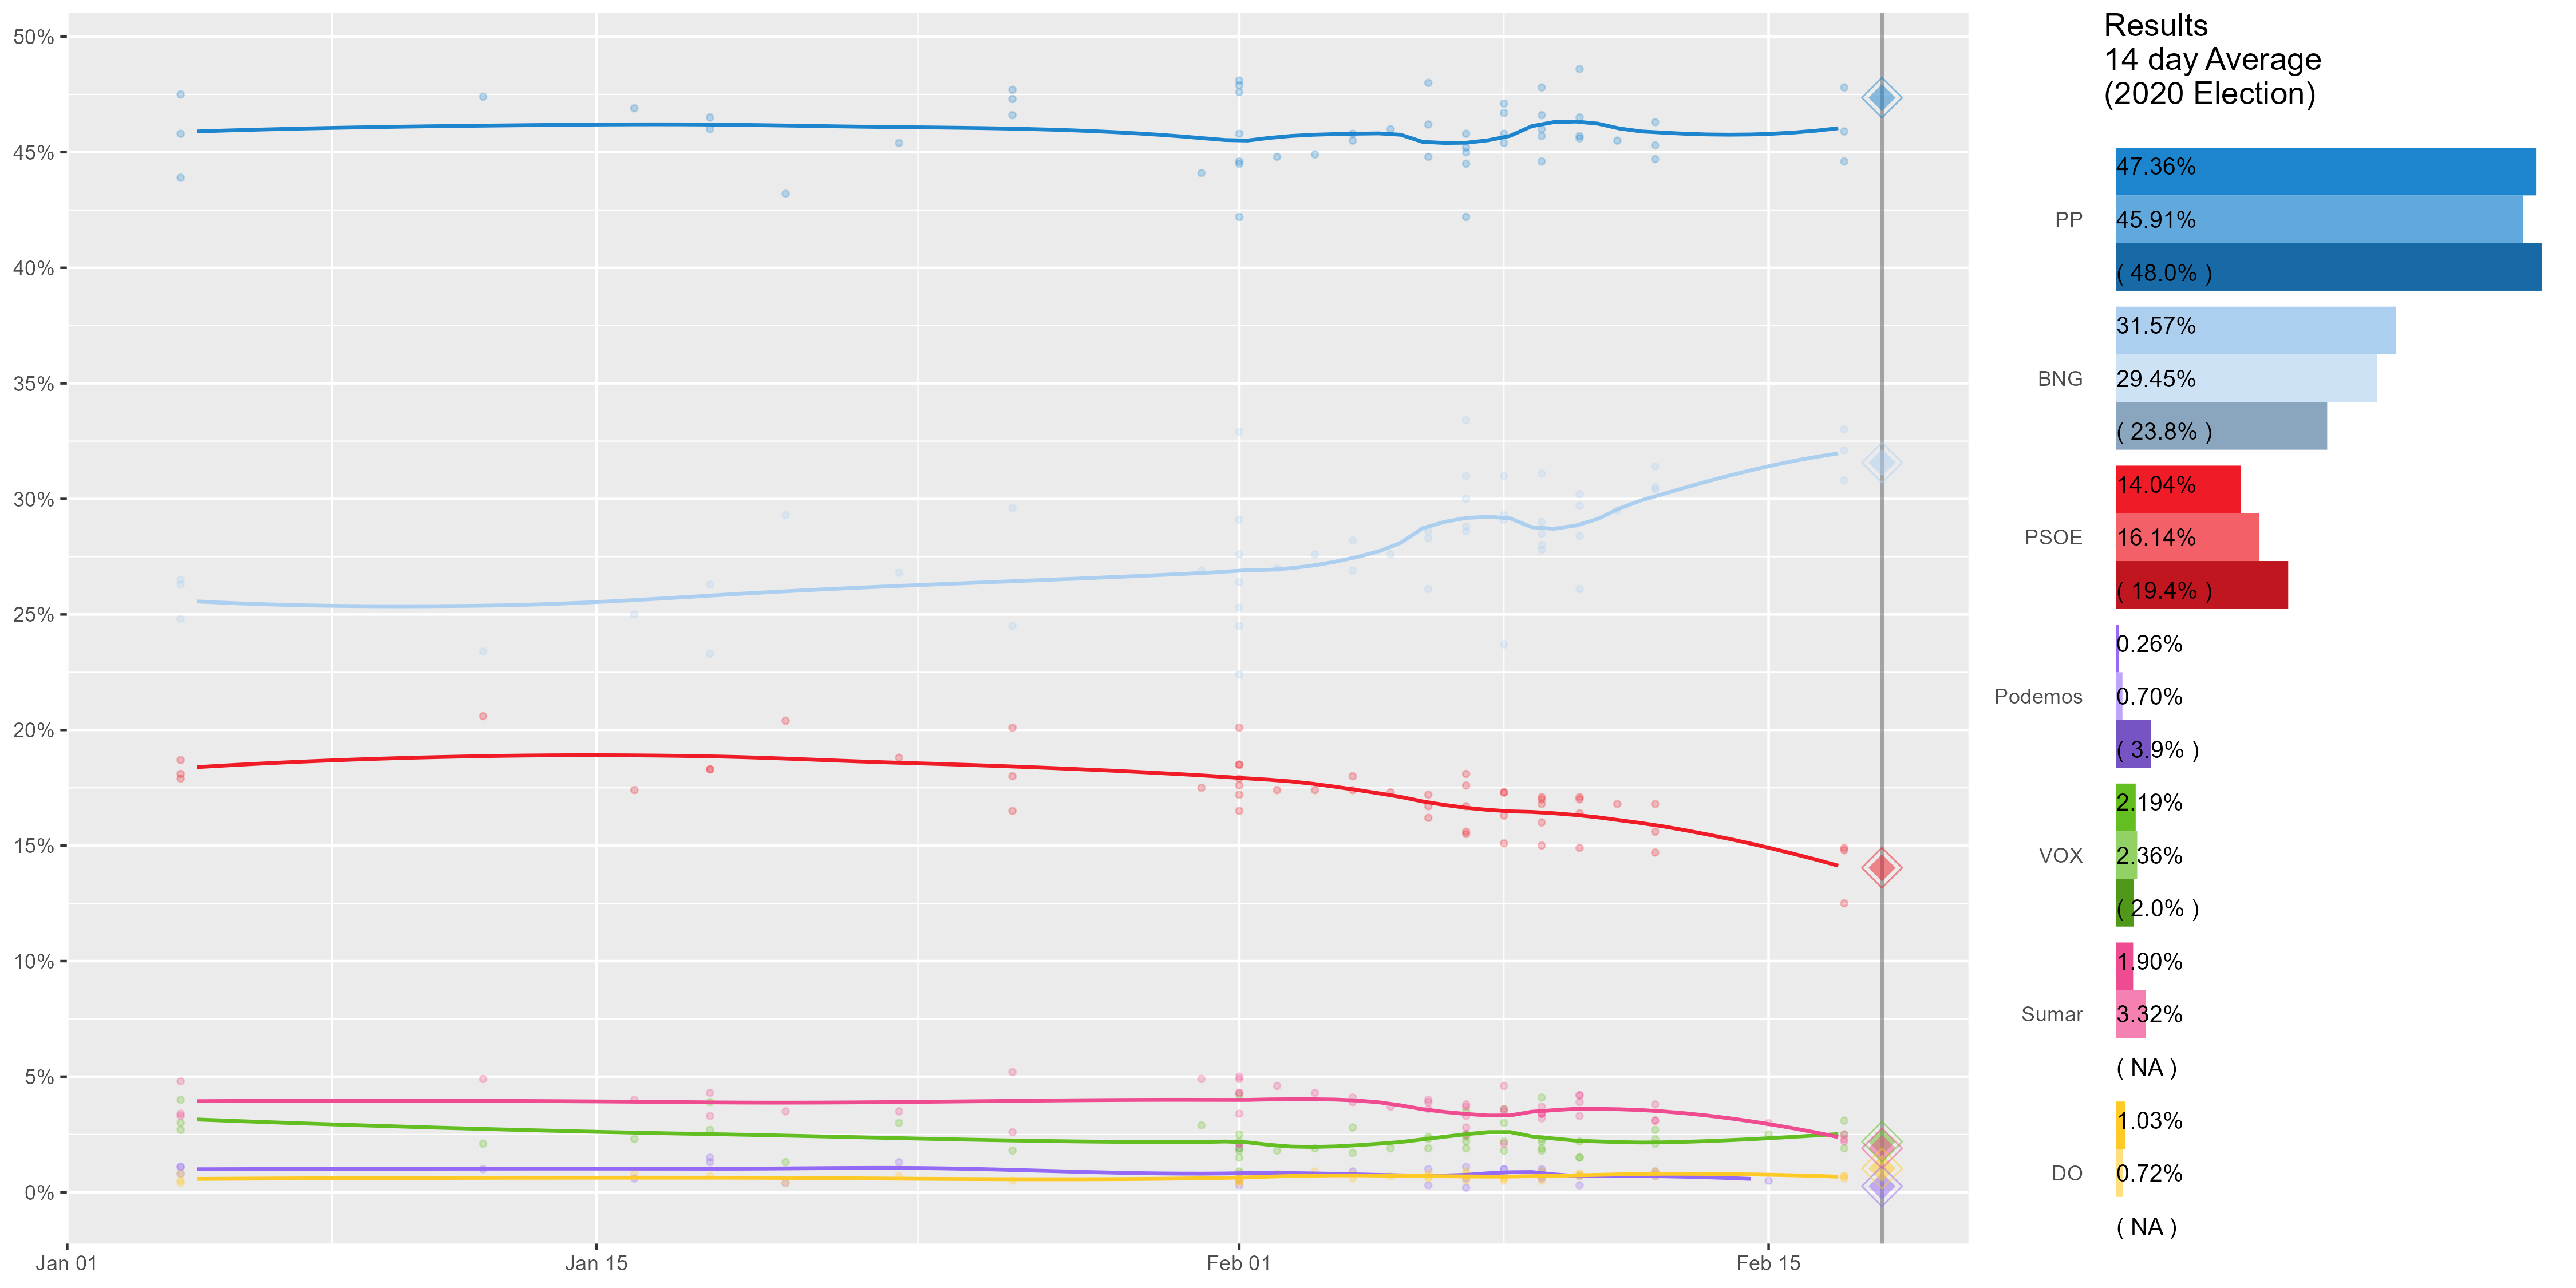 50%
45%
40%
35%
30%
25%
20%
15%
10%
5%
0%
Jan 01
Jan 15
Feb 01
Feb 15
Results
14 day Average
(2020 Election)
PP
47.36%
45.91%
( 48.0% )
BNG
31.57%
29.45%
( 23.8% )
PSOE
14.04%
16.14%
( 19.4% )
Podemos
0.26%
0.70%
( 3.9% )
VOX
2.19%
2.36%
( 2.0% )
Sumar
1.90%
3.32%
( NA )
DO
1.03%
0.72%
( NA )